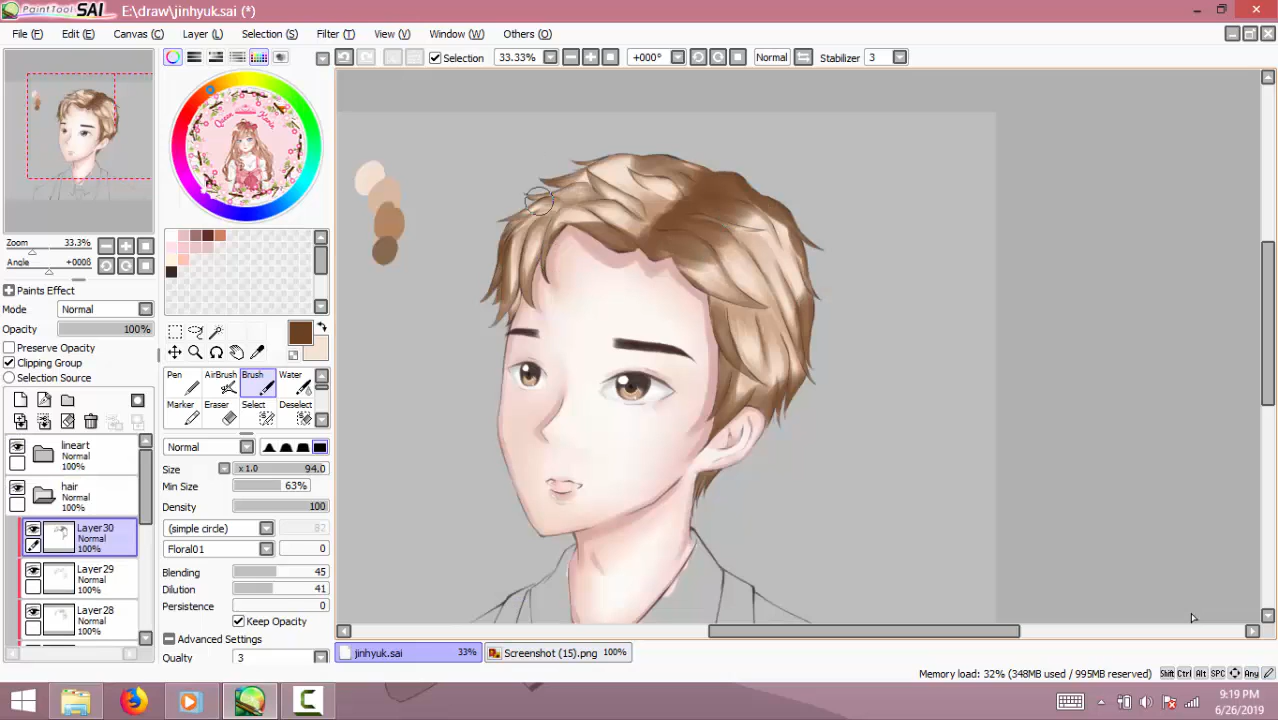 PaintTool SAI E:\draw\jinhyuk.sai (*)
File (F) Edit (E) Canvas (C) Layer (L) Selection (S) Filter (T) View (V) Window (W) Others (O)
Selection 33.33% +000° Normal Stabilizer 3
Queen Karin
Zoom 33.3%
Angle +000θ
Paints Effect
Mode Normal
Opacity 100%
Preserve Opacity
Clipping Group
Selection Source
lineart
Normal
100%
hair
Normal
100%
Layer30
Normal
100%
Layer29
Normal
100%
Layer28
Normal
100%
Pen AirBrush Brush Water
Marker Eraser Select Deselect
Normal
Size x 1.0 94.0
Min Size 63%
Density 100
(simple circle) 82
Floral01 0
Blending 45
Dilution 41
Persistence 0
Keep Opacity
Advanced Settings
Quality 3
jinhyuk.sai 33% Screenshot (15).png 100%
Memory load: 32% (348MB used / 995MB reserved) Shift Ctrl Alt SPC Any
9:19 PM
6/26/2019